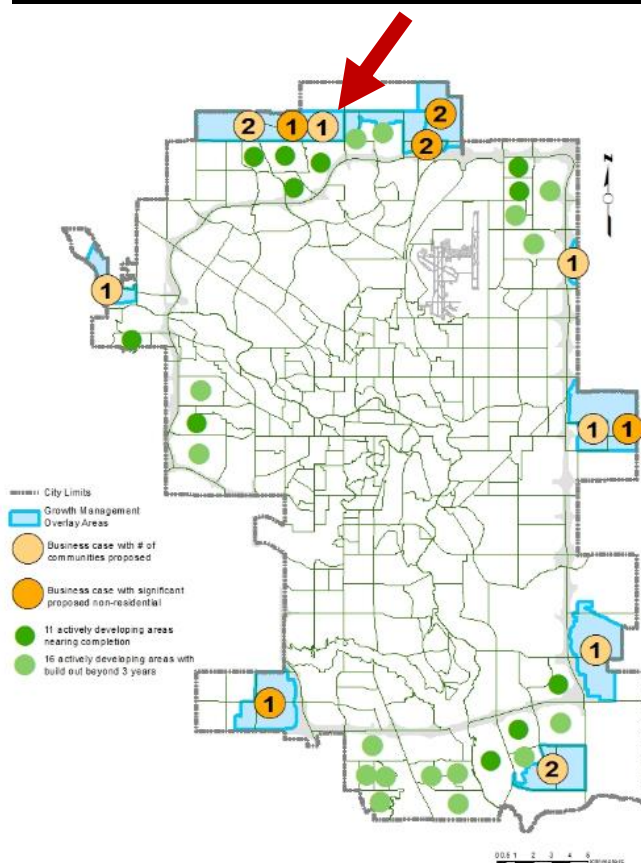 2
1
1
2
2
N
1
1
1
1
1
1
2
City Limits
Growth Management
Overlay Areas
Business case with # of
communities proposed
Business case with significant
proposed non-residential
11 actively developing areas
nearing completion
16 actively developing areas with
build out beyond 3 years